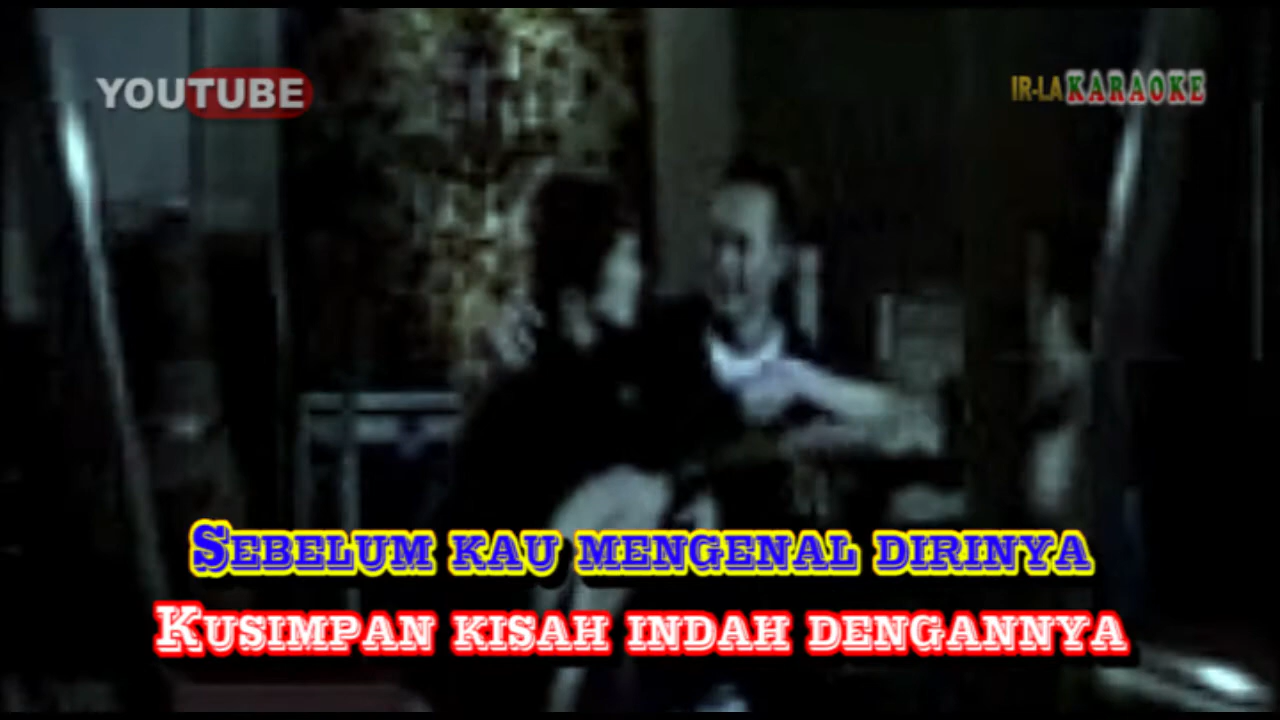 YOUTUBE
IR-LA KARAOKE
SEBELUM KAU MENGENAL DIRINYA
KUSIMPAN KISAH INDAH DENGANNYA